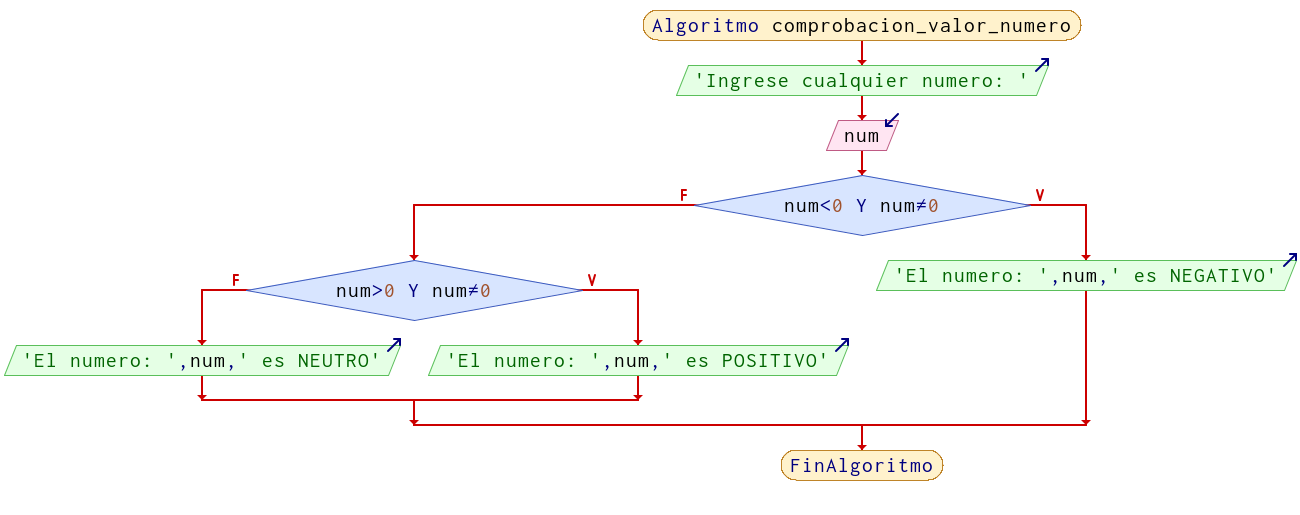 Algoritmo comprobacion_valor_numero
'Ingrese cualquier numero: '
num
F
num<0 Y num≠0
V
F
num>0 Y num≠0
V
'El numero: ',num,' es NEGATIVO'
'El numero: ',num,' es NEUTRO'
'El numero: ',num,' es POSITIVO'
FinAlgoritmo